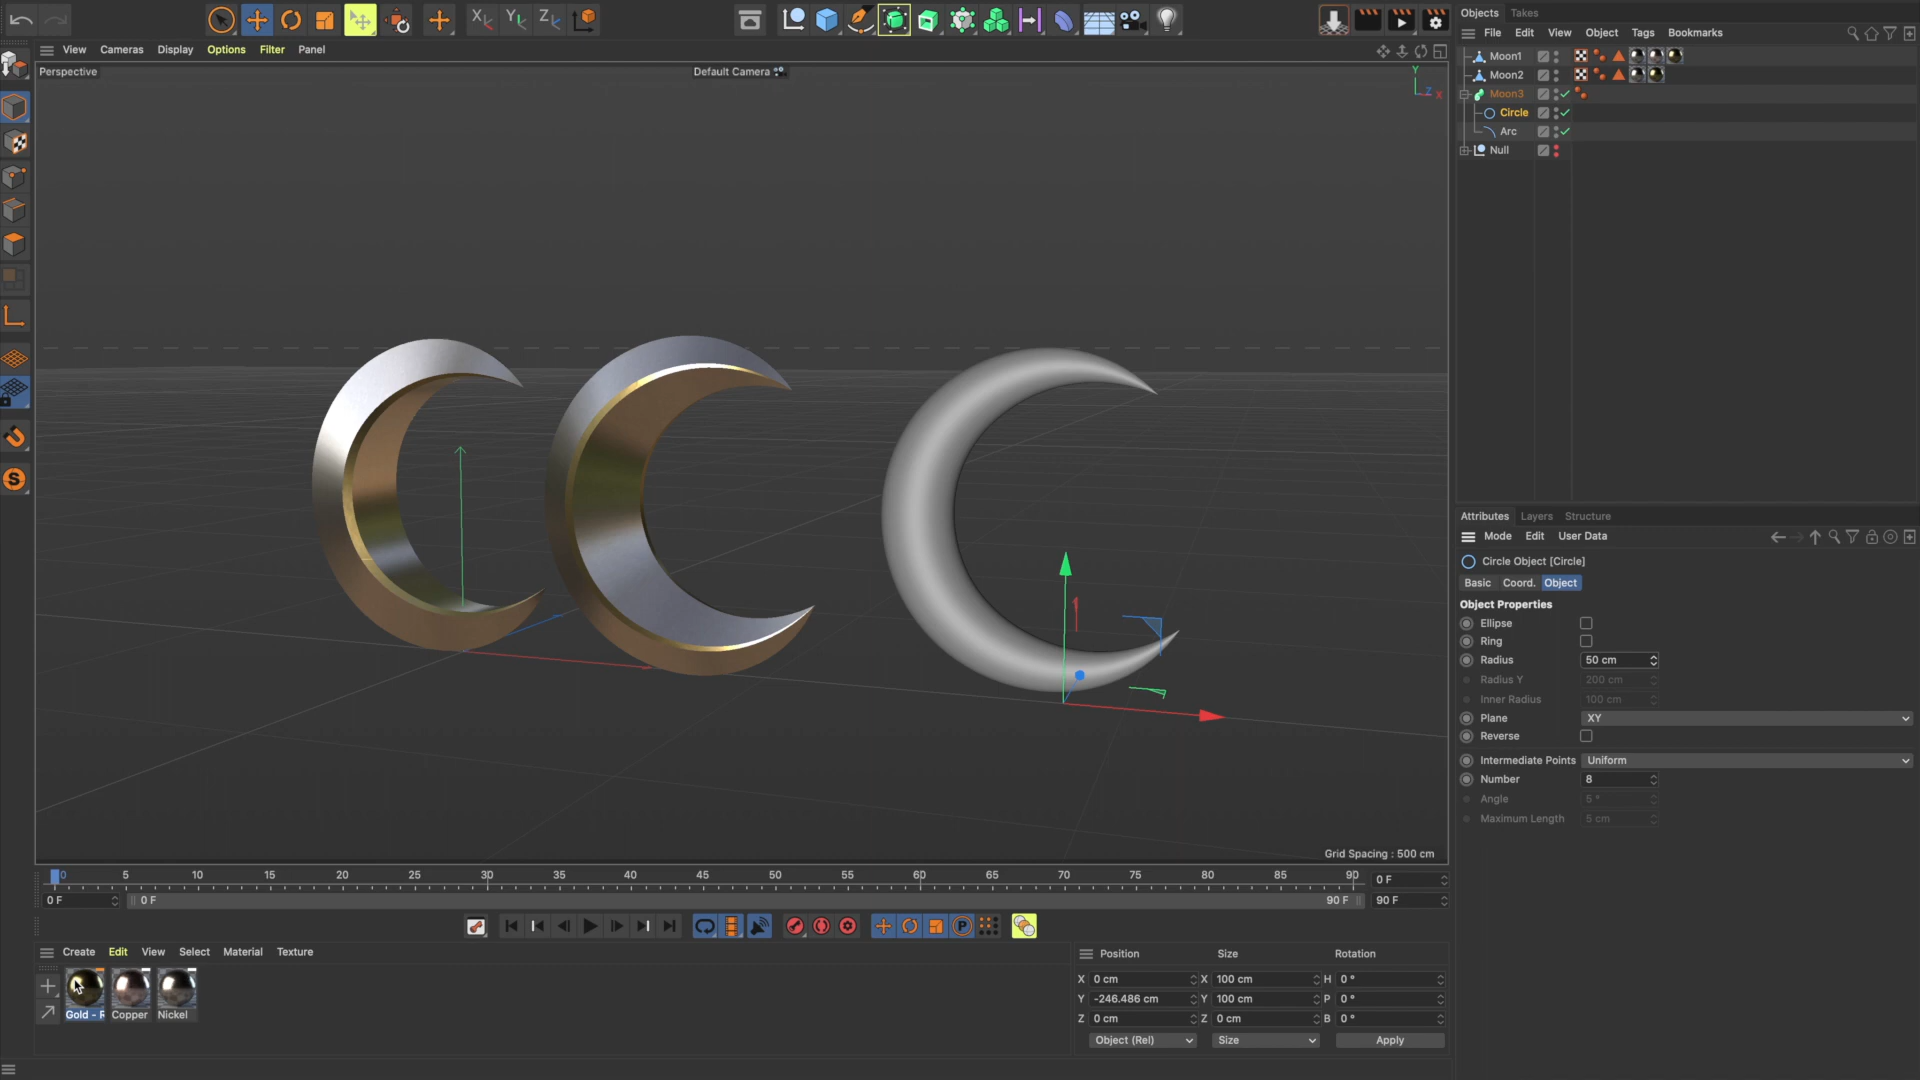 Objects Takes
File Edit View Object Tags Bookmarks
View Cameras Display Options Filter Panel
Perspective
Default Camera
Y
Z X
Moon1
Moon2
Moon3
Circle
Arc
Null
Attributes Layers Structure
Mode Edit User Data
Circle Object [Circle]
Basic Coord. Object
Object Properties
Ellipse
Ring
Radius 50 cm
Radius Y 200 cm
Inner Radius 100 cm
Plane XY
Reverse
Intermediate Points Uniform
Number 8
Angle 5 °
Maximum Length 5 cm
Grid Spacing : 500 cm
0 5 10 15 20 25 30 35 40 45 50 55 60 65 70 75 80 85 90 0 F
0 F 0 F 90 F 90 F
Create Edit View Select Material Texture
Gold - R Copper Nickel
Position Size Rotation
X 0 cm X 100 cm H 0 °
Y -246.486 cm Y 100 cm P 0 °
Z 0 cm Z 0 cm B 0 °
Object (Rel) Size Apply